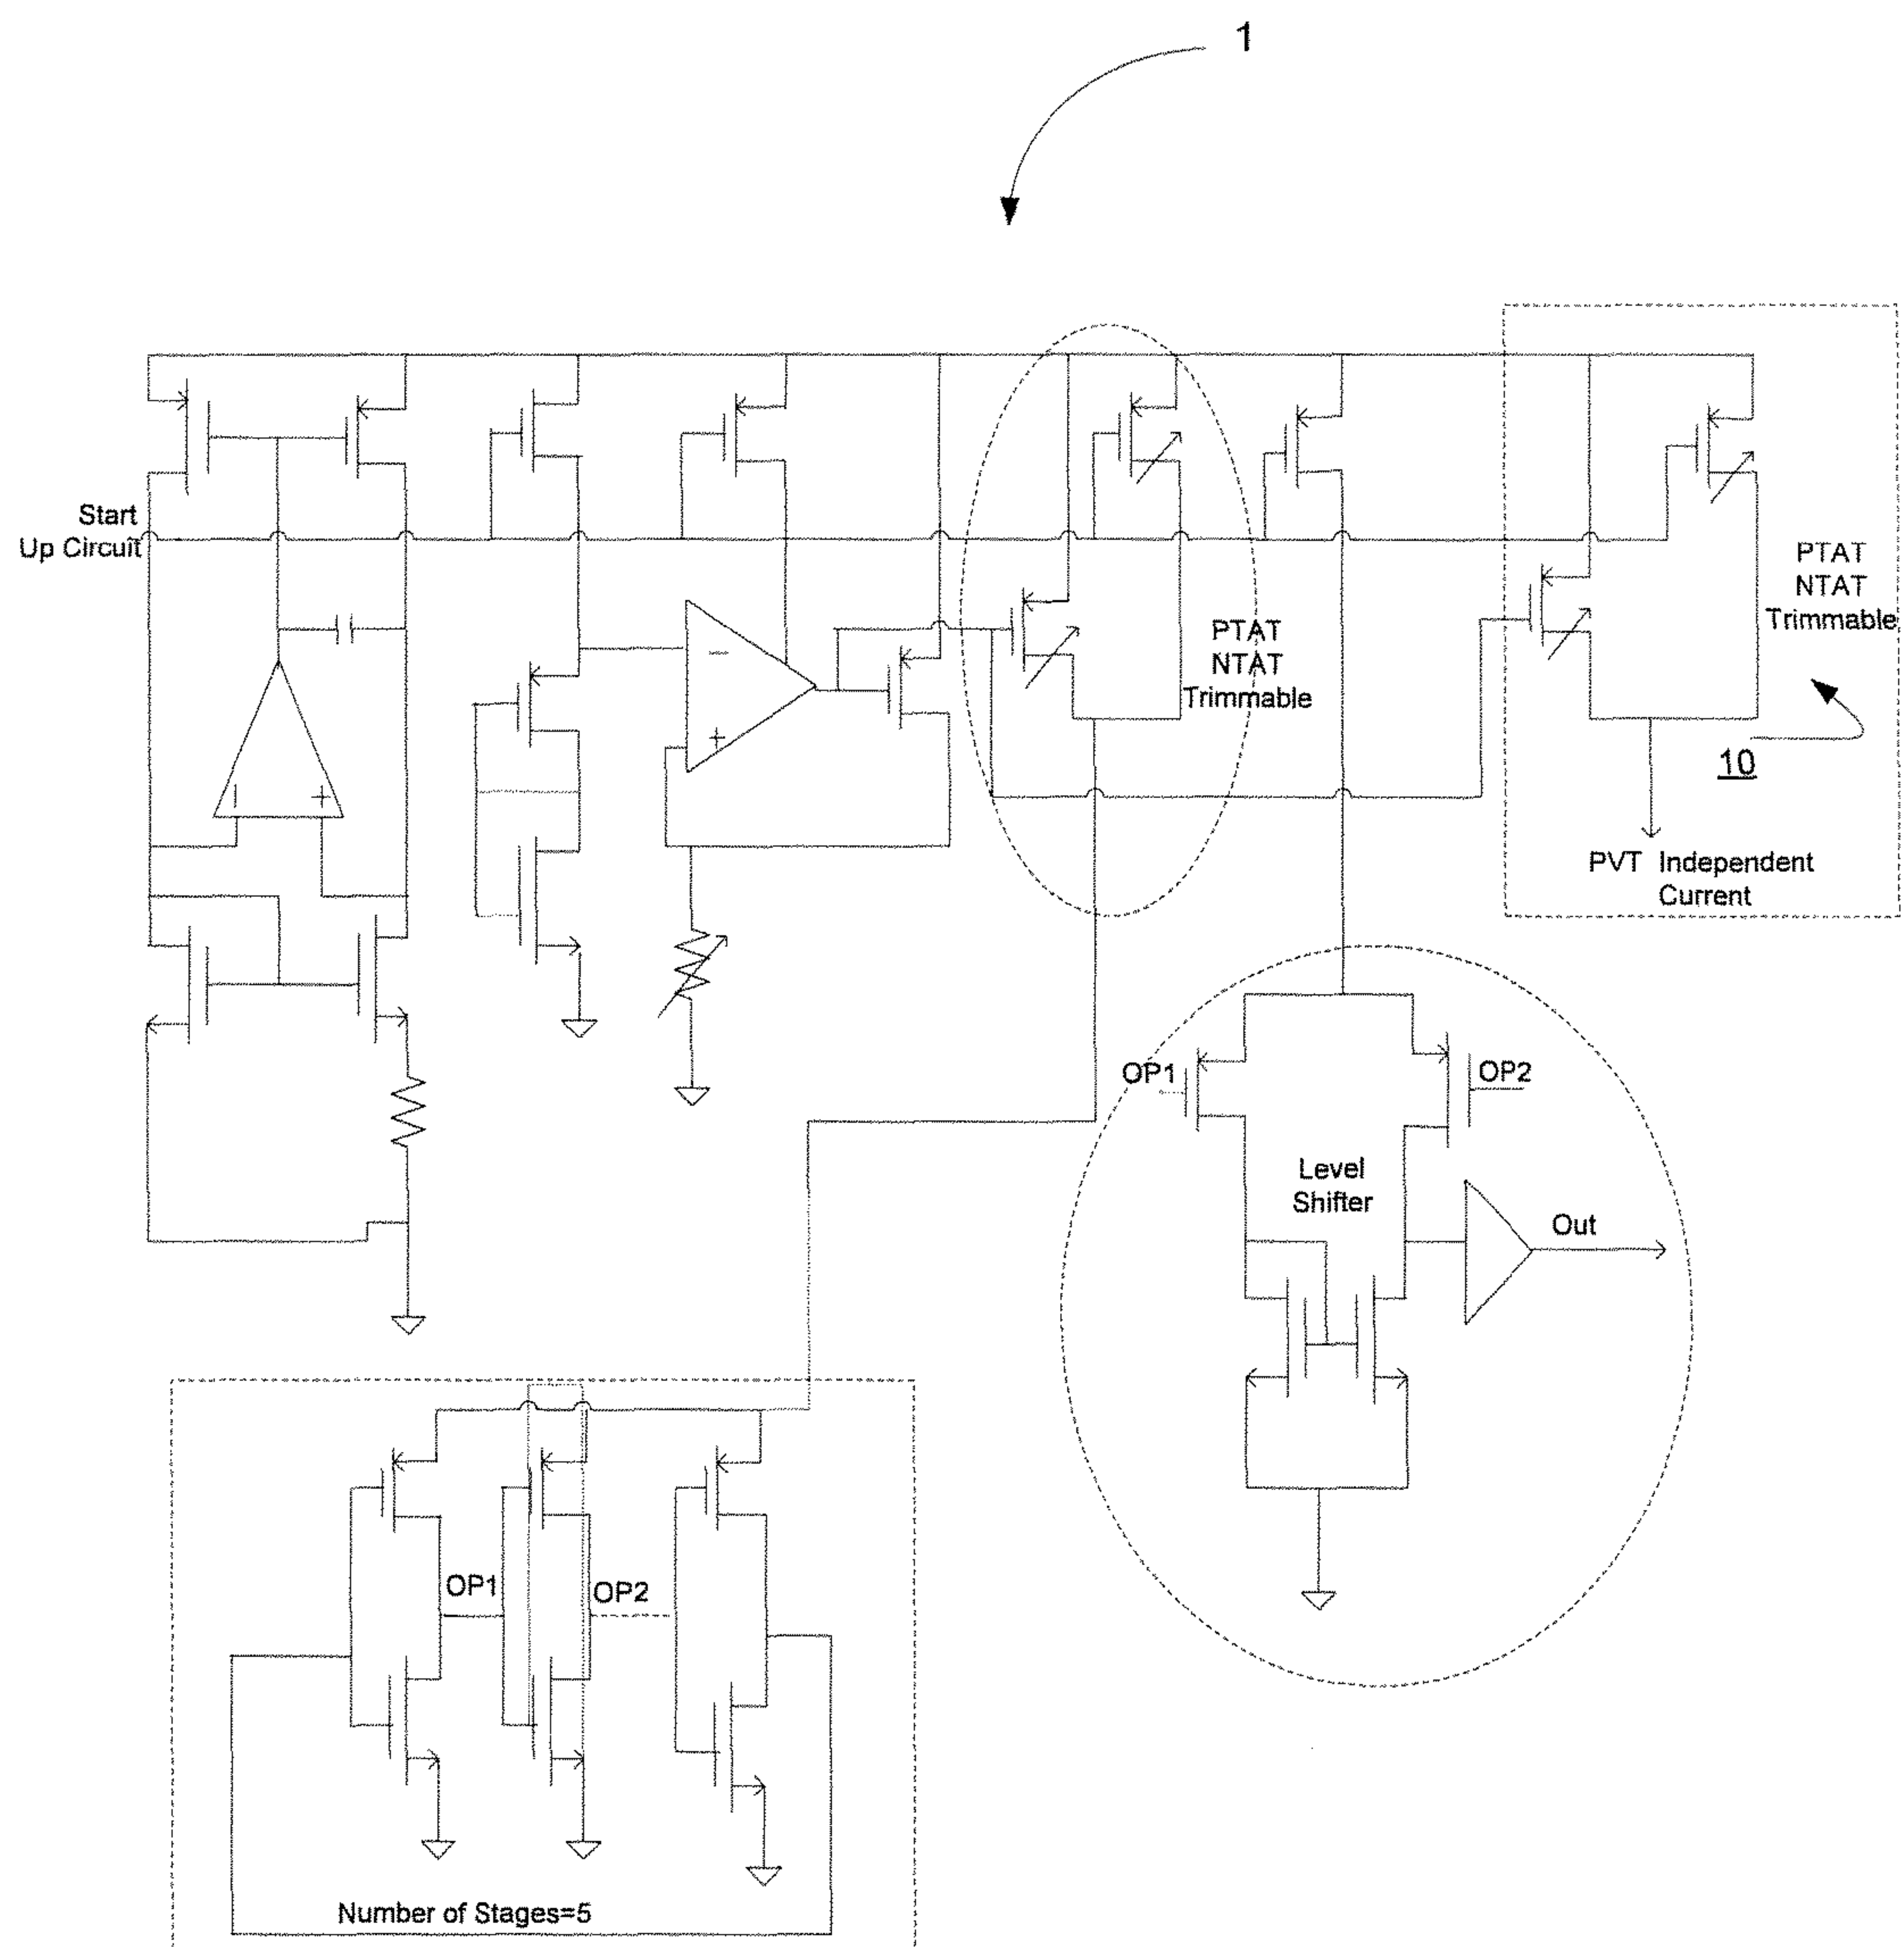 1
Start
Up Circuit
PTAT
NTAT
Trimmable
PTAT
NTAT
Trimmable
10
PVT Independent
Current
−
+
−
+
OP1
OP2
Level
Shifter
Out
OP1
OP2
Number of Stages=5